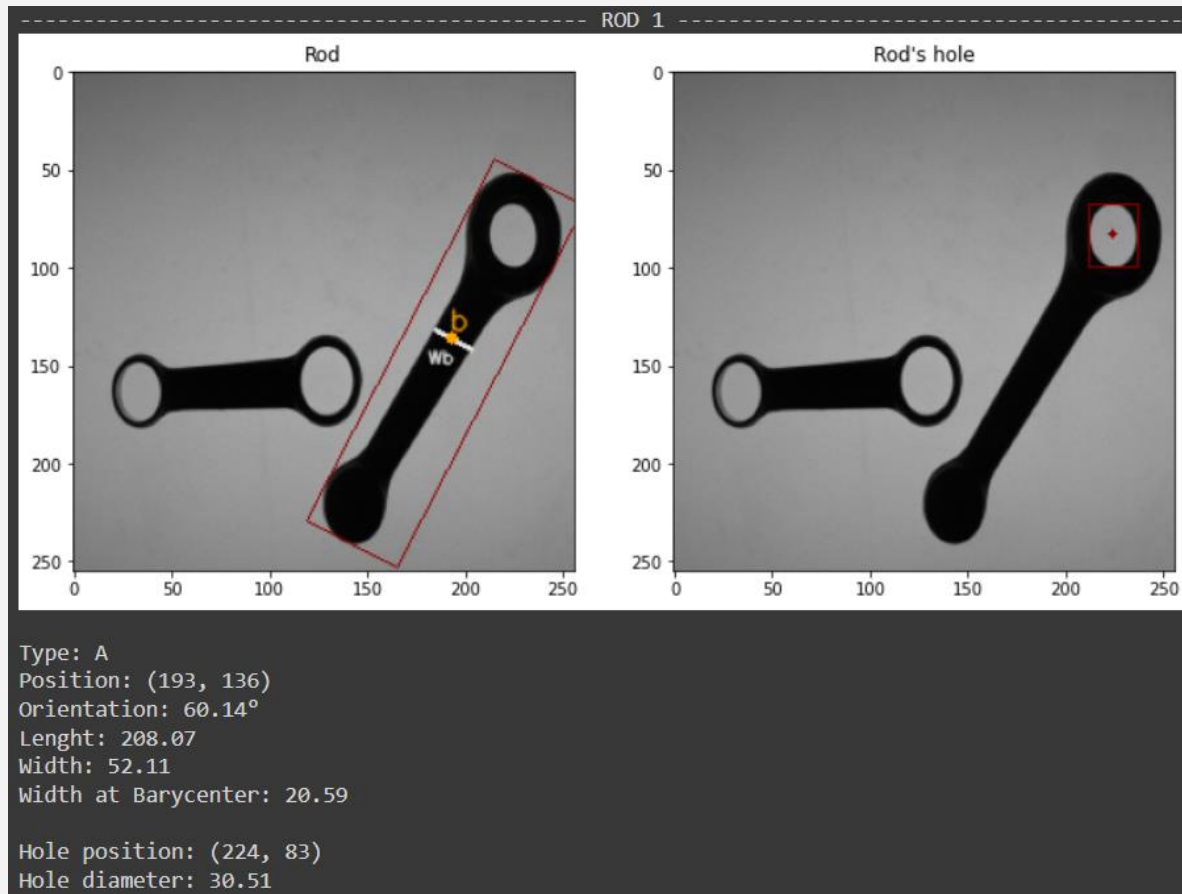 ---------------------------------------------- ROD 1 ----------------------------------------------
Rod
Rod's hole
0
50
100
150
200
250
0 50 100 150 200 250
b
Wb
0
50
100
150
200
250
0 50 100 150 200 250
Type: A
Position: (193, 136)
Orientation: 60.14º
Lenght: 208.07
Width: 52.11
Width at Barycenter: 20.59
Hole position: (224, 83)
Hole diameter: 30.51